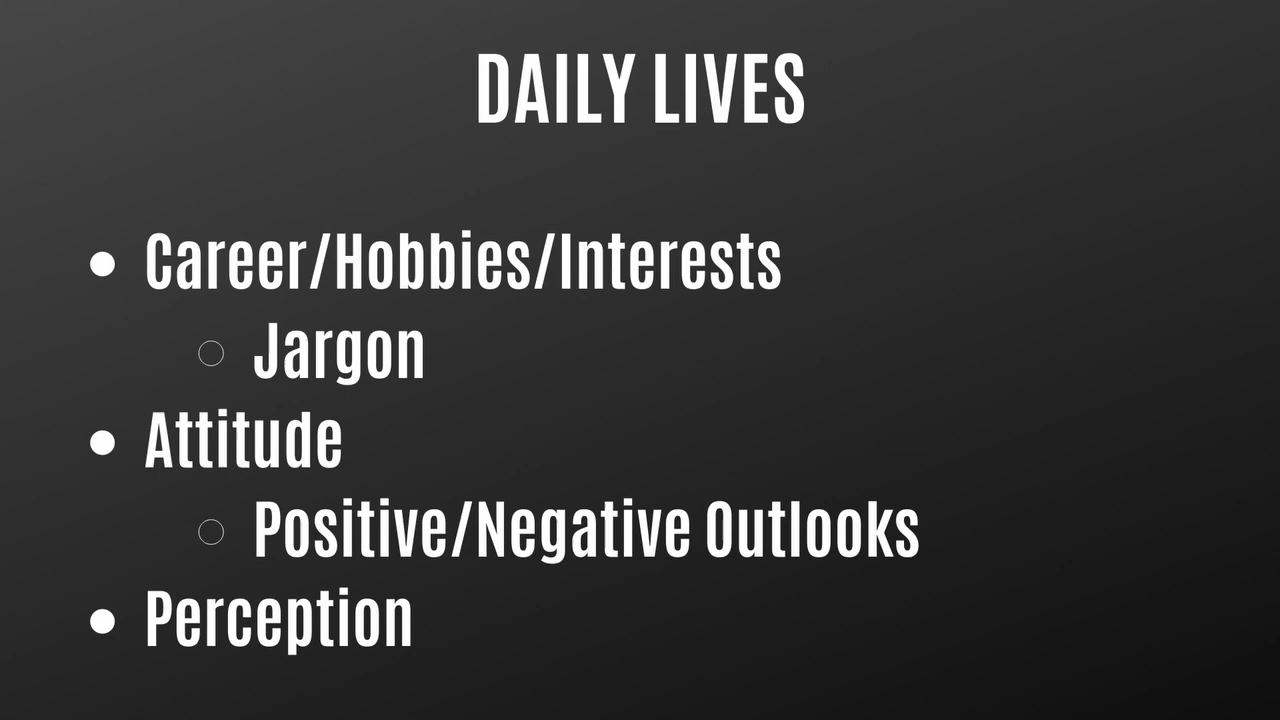 DAILY LIVES
Career/Hobbies/Interests
Jargon
Attitude
Positive/Negative Outlooks
Perception